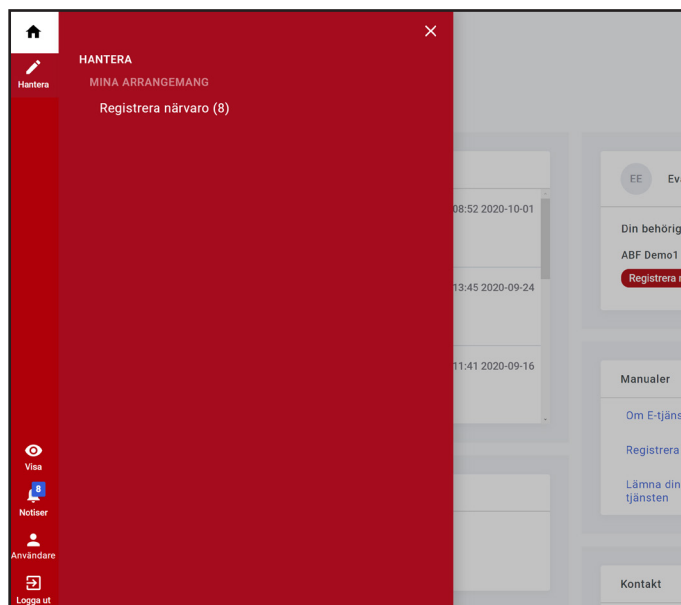 Hantera
HANTERA
MINA ARRANGEMANG
Registrera närvaro (8)
Visa
8
Notiser
Användare
Logga ut
08:52 2020-10-01
13:45 2020-09-24
11:41 2020-09-16
EE
Din behörig
ABF Demo1
Registrera
Manualer
Om E-tjäns
Registrera
Lämna din
tjänsten
Kontakt